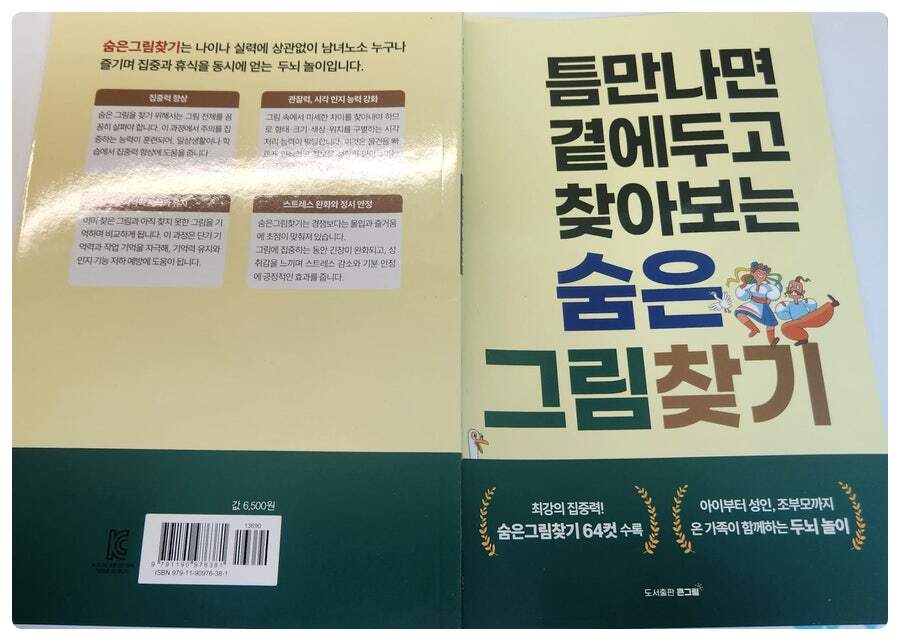 숨은그림찾기는 나이나 실력에 상관없이 남녀노소 누구나
즐기며 집중과 휴식을 동시에 얻는 두뇌 놀이입니다.
집중력 향상
숨은 그림을 찾기 위해서는 그림 전체를 꼼
꼼히 살펴야 합니다. 이 과정에서 주의를 집
중하는 능력이 훈련되어, 일상생활이나 학
습에서 집중력 향상에 도움을 줍니다.
관찰력, 시각 인지 능력 강화
그림 속에서 미세한 차이를 찾아내야 하므
로 형태·크기·색상·위치를 구별하는 시각
처리 능력이 발달합니다. 이것은 물건을 빠
이미 찾은 그림과 아직 찾지 못한 그림을 기
억하며 비교하게 됩니다. 이 과정은 단기 기
억력과 작업 기억을 자극해, 기억력 유지와
인지 기능 저하 예방에 도움이 됩니다.
스트레스 완화와 정서 안정
숨은그림찾기는 경쟁보다는 몰입과 즐거움
에 초점이 맞춰져 있습니다.
그림에 집중하는 동안 긴장이 완화되고, 성
취감을 느끼며 스트레스 감소와 기분 안정
에 긍정적인 효과를 줍니다.
값 6,500원
13690
9 791190 976381
ISBN 979-11-90976-38-1
틈만나면
곁에두고
찾아보는
숨은
그림찾기
최강의 집중력!
숨은그림찾기 64컷 수록
아이부터 성인, 조부모까지
온 가족이 함께하는 두뇌 놀이
도서출판 큰그림